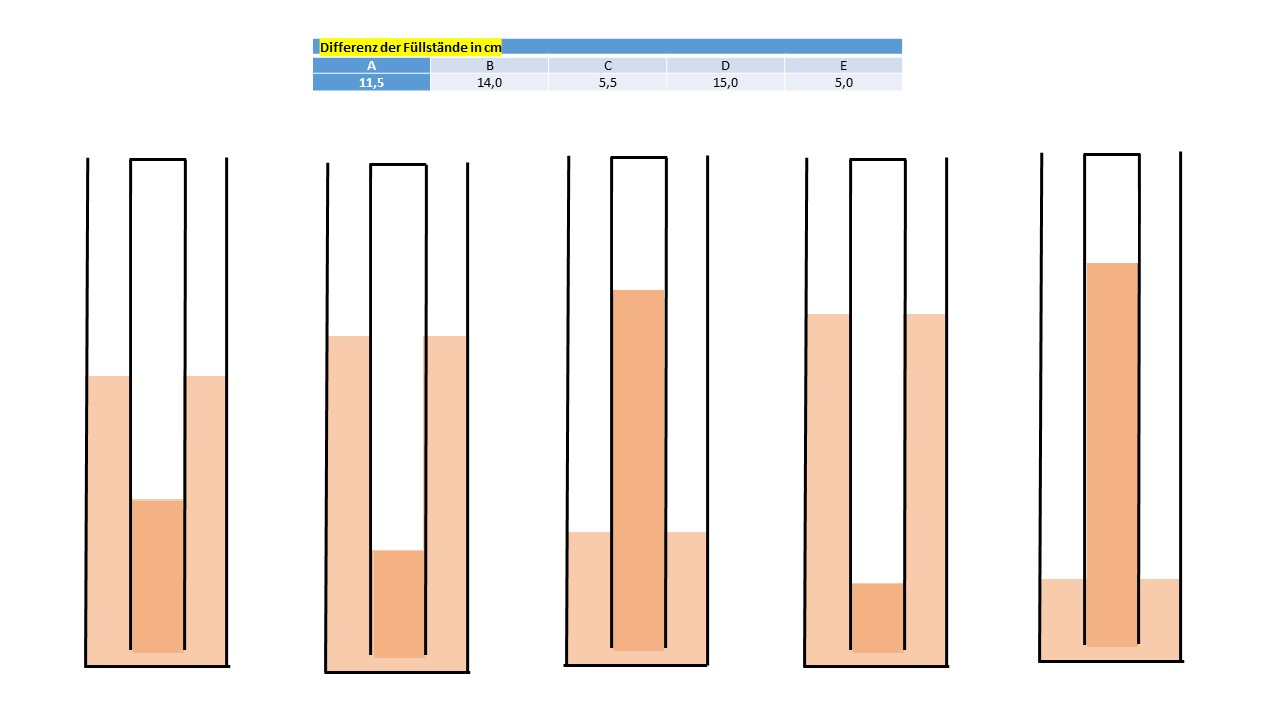 Differenz der Füllstände in cm
A B C D E
11,5 14,0 5,5 15,0 5,0